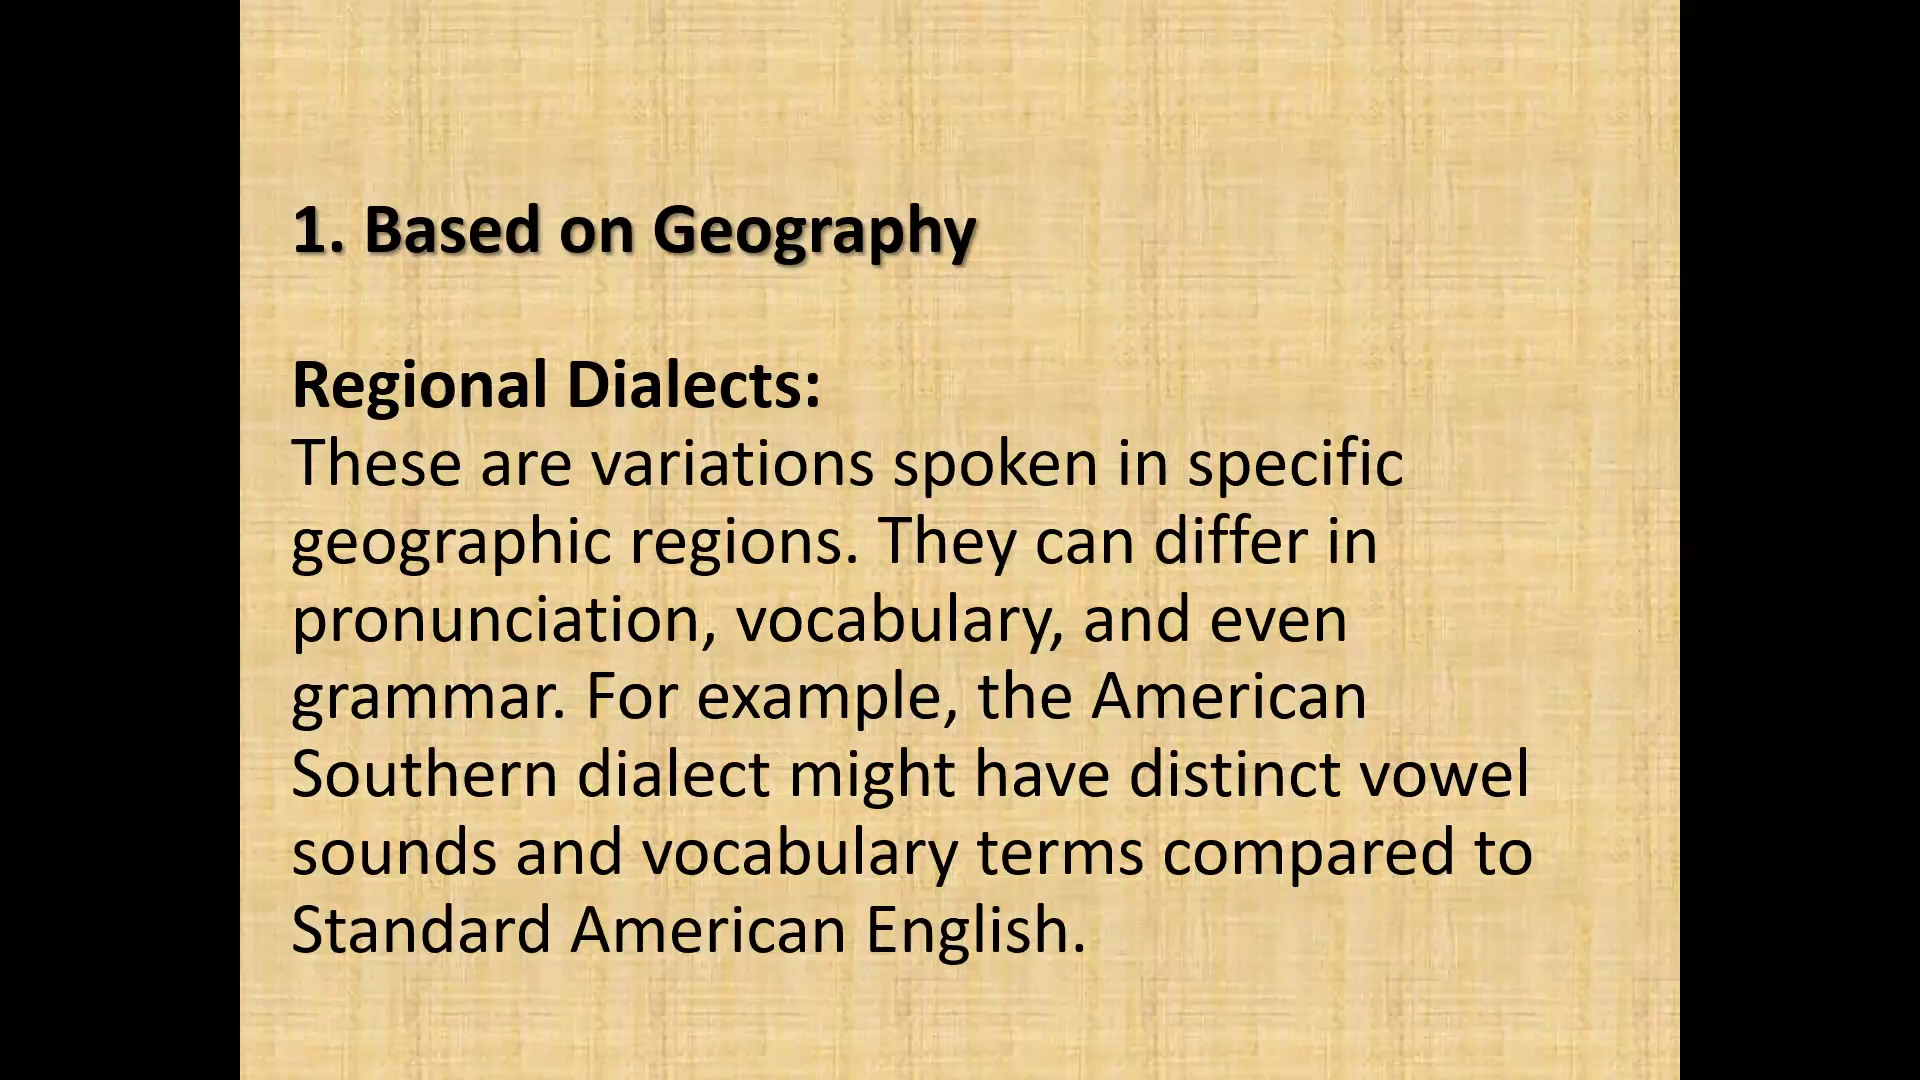 1. Based on Geography
Regional Dialects:
These are variations spoken in specific
geographic regions. They can differ in
pronunciation, vocabulary, and even
grammar. For example, the American
Southern dialect might have distinct vowel
sounds and vocabulary terms compared to
Standard American English.